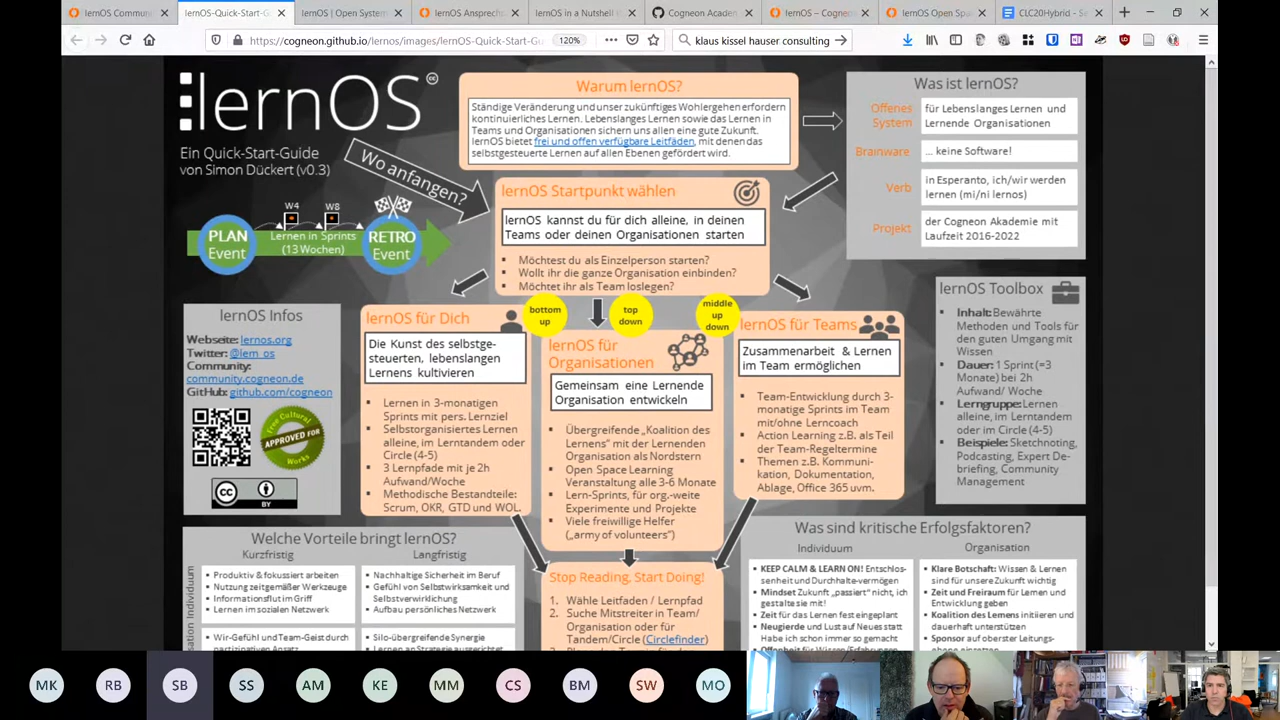 lernOS Commun
lernOS-Quick-Start-G
lernOS | Open System
lernOS Ansprech
lernOS in a Nutshell
Cogneon Academ
lernOS – Cogne
lernOS Open Spa
CLC20Hybrid -
https://cogneon.github.io/lernos/images/lernOS-Quick-Start-Gu
120%
klaus kissel hauser consulting
lernOS
Ein Quick-Start-Guide
von Simon Dückert (v0.3)
Wo anfangen?
W4
W8
PLAN
Event
Lernen in Sprints
(13 Wochen)
RETRO
Event
Warum lernOS?
Ständige Veränderung und unser zukünftiges Wohlergehen erfordern
kontinuierliches Lernen. Lebenslanges Lernen sowie das Lernen in
Teams und Organisationen sichern uns allen eine gute Zukunft.
lernOS bietet frei und offen verfügbare Leitfäden, mit denen das
selbstgesteuerte Lernen auf allen Ebenen gefördert wird.
Was ist lernOS?
Offenes
System
für Lebenslanges Lernen und
Lernende Organisationen
Brainware
... keine Software!
Verb
in Esperanto, ich/wir werden
lernen (mi/ni lernos)
Projekt
der Cogneon Akademie mit
Laufzeit 2016-2022
lernOS Startpunkt wählen
lernOS kannst du für dich alleine, in deinen
Teams oder deinen Organisationen starten
▪ Möchtest du als Einzelperson starten?
▪ Wollt ihr die ganze Organisation einbinden?
▪ Möchtet ihr als Team loslegen?
lernOS Infos
Webseite: lernos.org
Twitter: @lern_os
Community:
community.cogneon.de
GitHub: github.com/cogneon
APPROVED FOR
Free Cultural
Works
CC
BY
bottom
up
top
down
middle
up
down
lernOS für Dich
Die Kunst des selbstge-
steuerten, lebenslangen
Lernens kultivieren
▪ Lernen in 3-monatigen
Sprints mit pers. Lernziel
▪ Selbstorganisiertes Lernen
alleine, im Lerntandem oder
Circle (4-5)
▪ 3 Lernpfade mit je 2h
Aufwand/Woche
▪ Methodische Bestandteile:
Scrum, OKR, GTD und WOL.
lernOS für
Organisationen
Gemeinsam eine Lernende
Organisation entwickeln
▪ Übergreifende „Koalition des
Lernens" mit der Lernenden
Organisation als Nordstern
▪ Open Space Learning
Veranstaltung alle 3-6 Monate
▪ Lern-Sprints, für org.-weite
Experimente und Projekte
▪ Viele freiwillige Helfer
(„army of volunteers")
lernOS für Teams
Zusammenarbeit & Lernen
im Team ermöglichen
▪ Team-Entwicklung durch 3-
monatige Sprints im Team
mit/ohne Lerncoach
▪ Action Learning z.B. als Teil
der Team-Regeltermine
▪ Themen z.B. Kommuni-
kation, Dokumentation,
Ablage, Office 365 uvm.
lernOS Toolbox
▪ Inhalt: Bewährte
Methoden und Tools für
den guten Umgang mit
Wissen
▪ Dauer: 1 Sprint (=3
Monate) bei 2h
Aufwand/ Woche
▪ Lerngruppe: Lernen
alleine, im Lerntandem
oder im Circle (4-5)
▪ Beispiele: Sketchnoting,
Podcasting, Expert De-
briefing, Community
Management
Welche Vorteile bringt lernOS?
Kurzfristig
Langfristig
Individuum
▪ Produktiv & fokussiert arbeiten
▪ Nutzung zeitgemäßer Werkzeuge
▪ Informationsflut im Griff
▪ Lernen im sozialen Netzwerk
▪ Nachhaltige Sicherheit im Beruf
▪ Gefühl von Selbstwirksamkeit und
Selbstverwirklichung
▪ Aufbau persönliches Netzwerk
▪ Wir-Gefühl und Team-Geist durch
partizipativen Ansatz
▪ Silo-übergreifende Synergie
▪ Lernen an Strategie ausgerichtet
Stop Reading, Start Doing!
1. Wähle Leitfaden / Lernpfad
2. Suche Mitstreiter in Team/
Organisation oder für
Tandem/Circle (Circlefinder)
Was sind kritische Erfolgsfaktoren?
Individuum
Organisation
▪ KEEP CALM & LEARN ON! Entschlos-
senheit und Durchhalte-vermögen
▪ Mindset Zukunft „passiert" nicht, ich
gestalte sie mit!
▪ Zeit für das Lernen fest eingeplant
▪ Neugierde und Lust auf Neues statt
Habe ich schon immer so gemacht
▪ Offenheit für Wissen/Erfahrungen
▪ Klare Botschaft: Wissen & Lernen
sind für unsere Zukunft wichtig
▪ Zeit und Freiraum für Lernen und
Entwicklung geben
▪ Koalition des Lernens initiieren und
dauerhaft unterstützen
▪ Sponsor auf oberster Leitungs-
MK
RB
SB
SS
AM
KE
MM
CS
BM
SW
MO